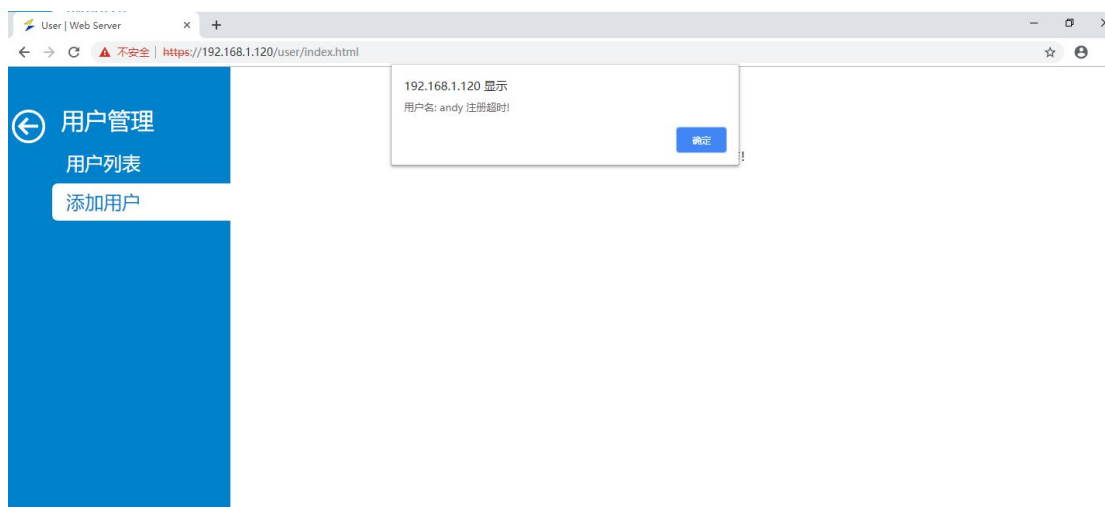 User | Web Server
不安全 | https://192.168.1.120/user/index.html
192.168.1.120 显示
用户名: andy 注册超时!
确定
!
用户管理
用户列表
添加用户